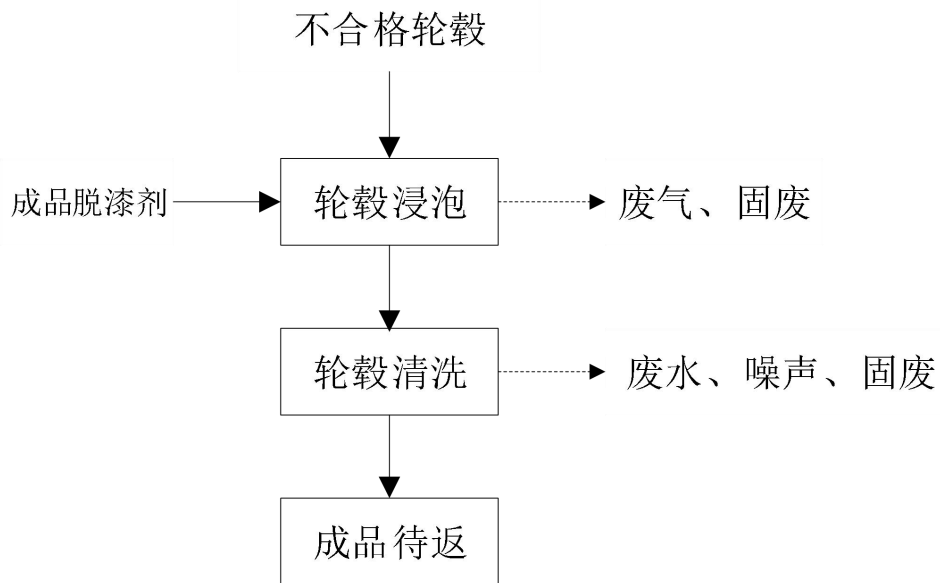 不合格轮毂
成品脱漆剂
轮毂浸泡
废气、固废
轮毂清洗
废水、噪声、固废
成品待返